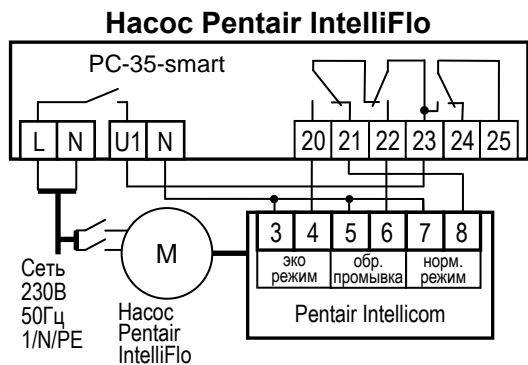 Насос Pentair IntelliFlo
PC-35-smart
L N U1 N 20 21 22 23 24 25
M
3 4 5 6 7 8
эко режим
обр. промывка
норм. режим
Pentair Intellicom
Сеть
230В
50Гц
1/N/PE
Насос
Pentair
IntelliFlo